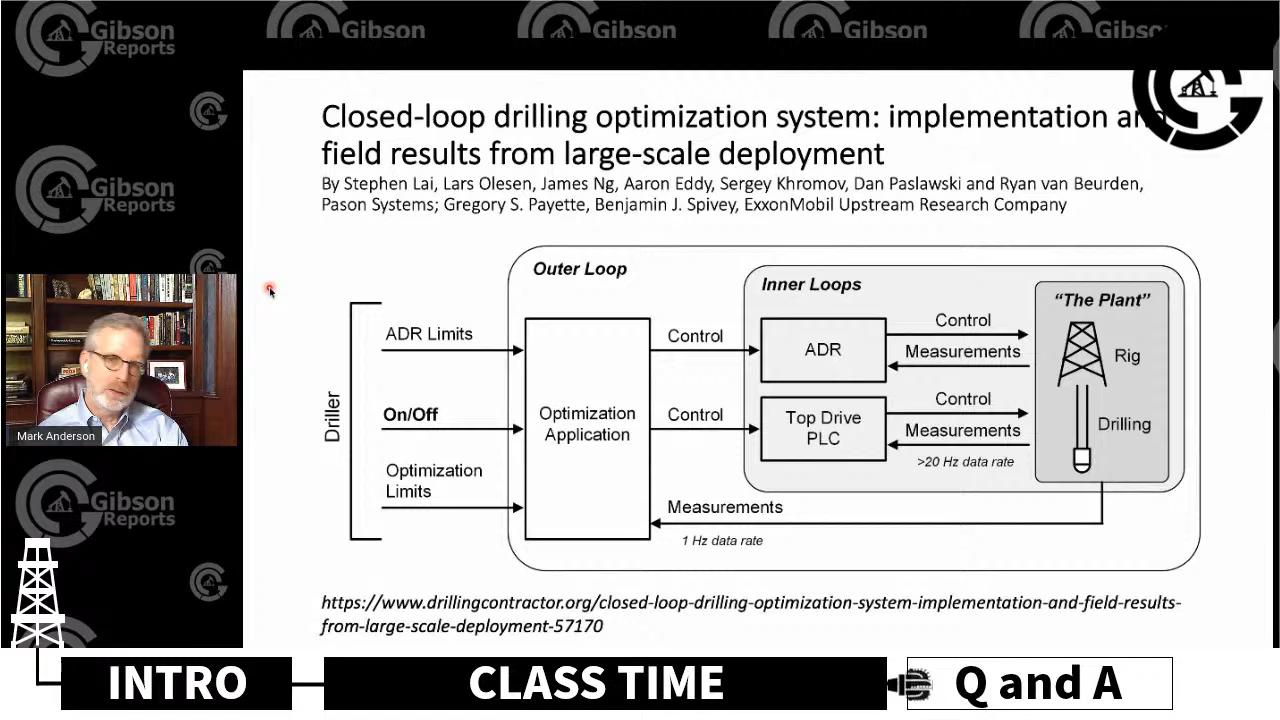 Gibson
Reports
Gibson
Gibson
Gibson
Gibson
Reports
Gibson
Reports
Closed-loop drilling optimization system: implementation and
field results from large-scale deployment
By Stephen Lai, Lars Olesen, James Ng, Aaron Eddy, Sergey Khromov, Dan Paslawski and Ryan van Beurden,
Pason Systems; Gregory S. Payette, Benjamin J. Spivey, ExxonMobil Upstream Research Company
Outer Loop
Inner Loops
"The Plant"
Driller
ADR Limits
On/Off
Optimization
Limits
Optimization
Application
Control
Control
ADR
Top Drive
PLC
Control
Measurements
Control
Measurements
>20 Hz data rate
Rig
Drilling
Measurements
1 Hz data rate
https://www.drillingcontractor.org/closed-loop-drilling-optimization-system-implementation-and-field-results-
from-large-scale-deployment-57170
Mark Anderson
INTRO
CLASS TIME
Q and A